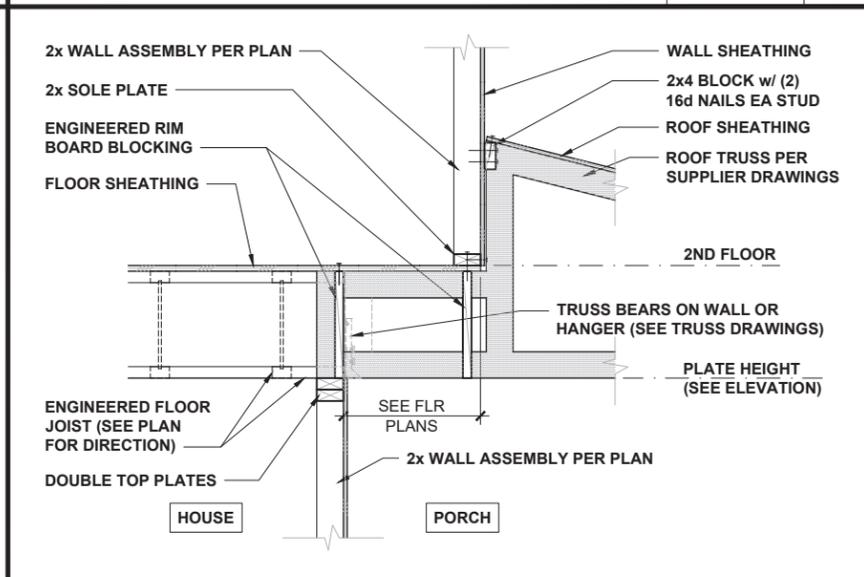 2x WALL ASSEMBLY PER PLAN
2x SOLE PLATE
ENGINEERED RIM
BOARD BLOCKING
FLOOR SHEATHING
WALL SHEATHING
2x4 BLOCK w/ (2)
16d NAILS EA STUD
ROOF SHEATHING
ROOF TRUSS PER
SUPPLIER DRAWINGS
2ND FLOOR
TRUSS BEARS ON WALL OR
HANGER (SEE TRUSS DRAWINGS)
PLATE HEIGHT
(SEE ELEVATION)
ENGINEERED FLOOR
JOIST (SEE PLAN
FOR DIRECTION)
DOUBLE TOP PLATES
SEE FLR
PLANS
2x WALL ASSEMBLY PER PLAN
HOUSE
PORCH